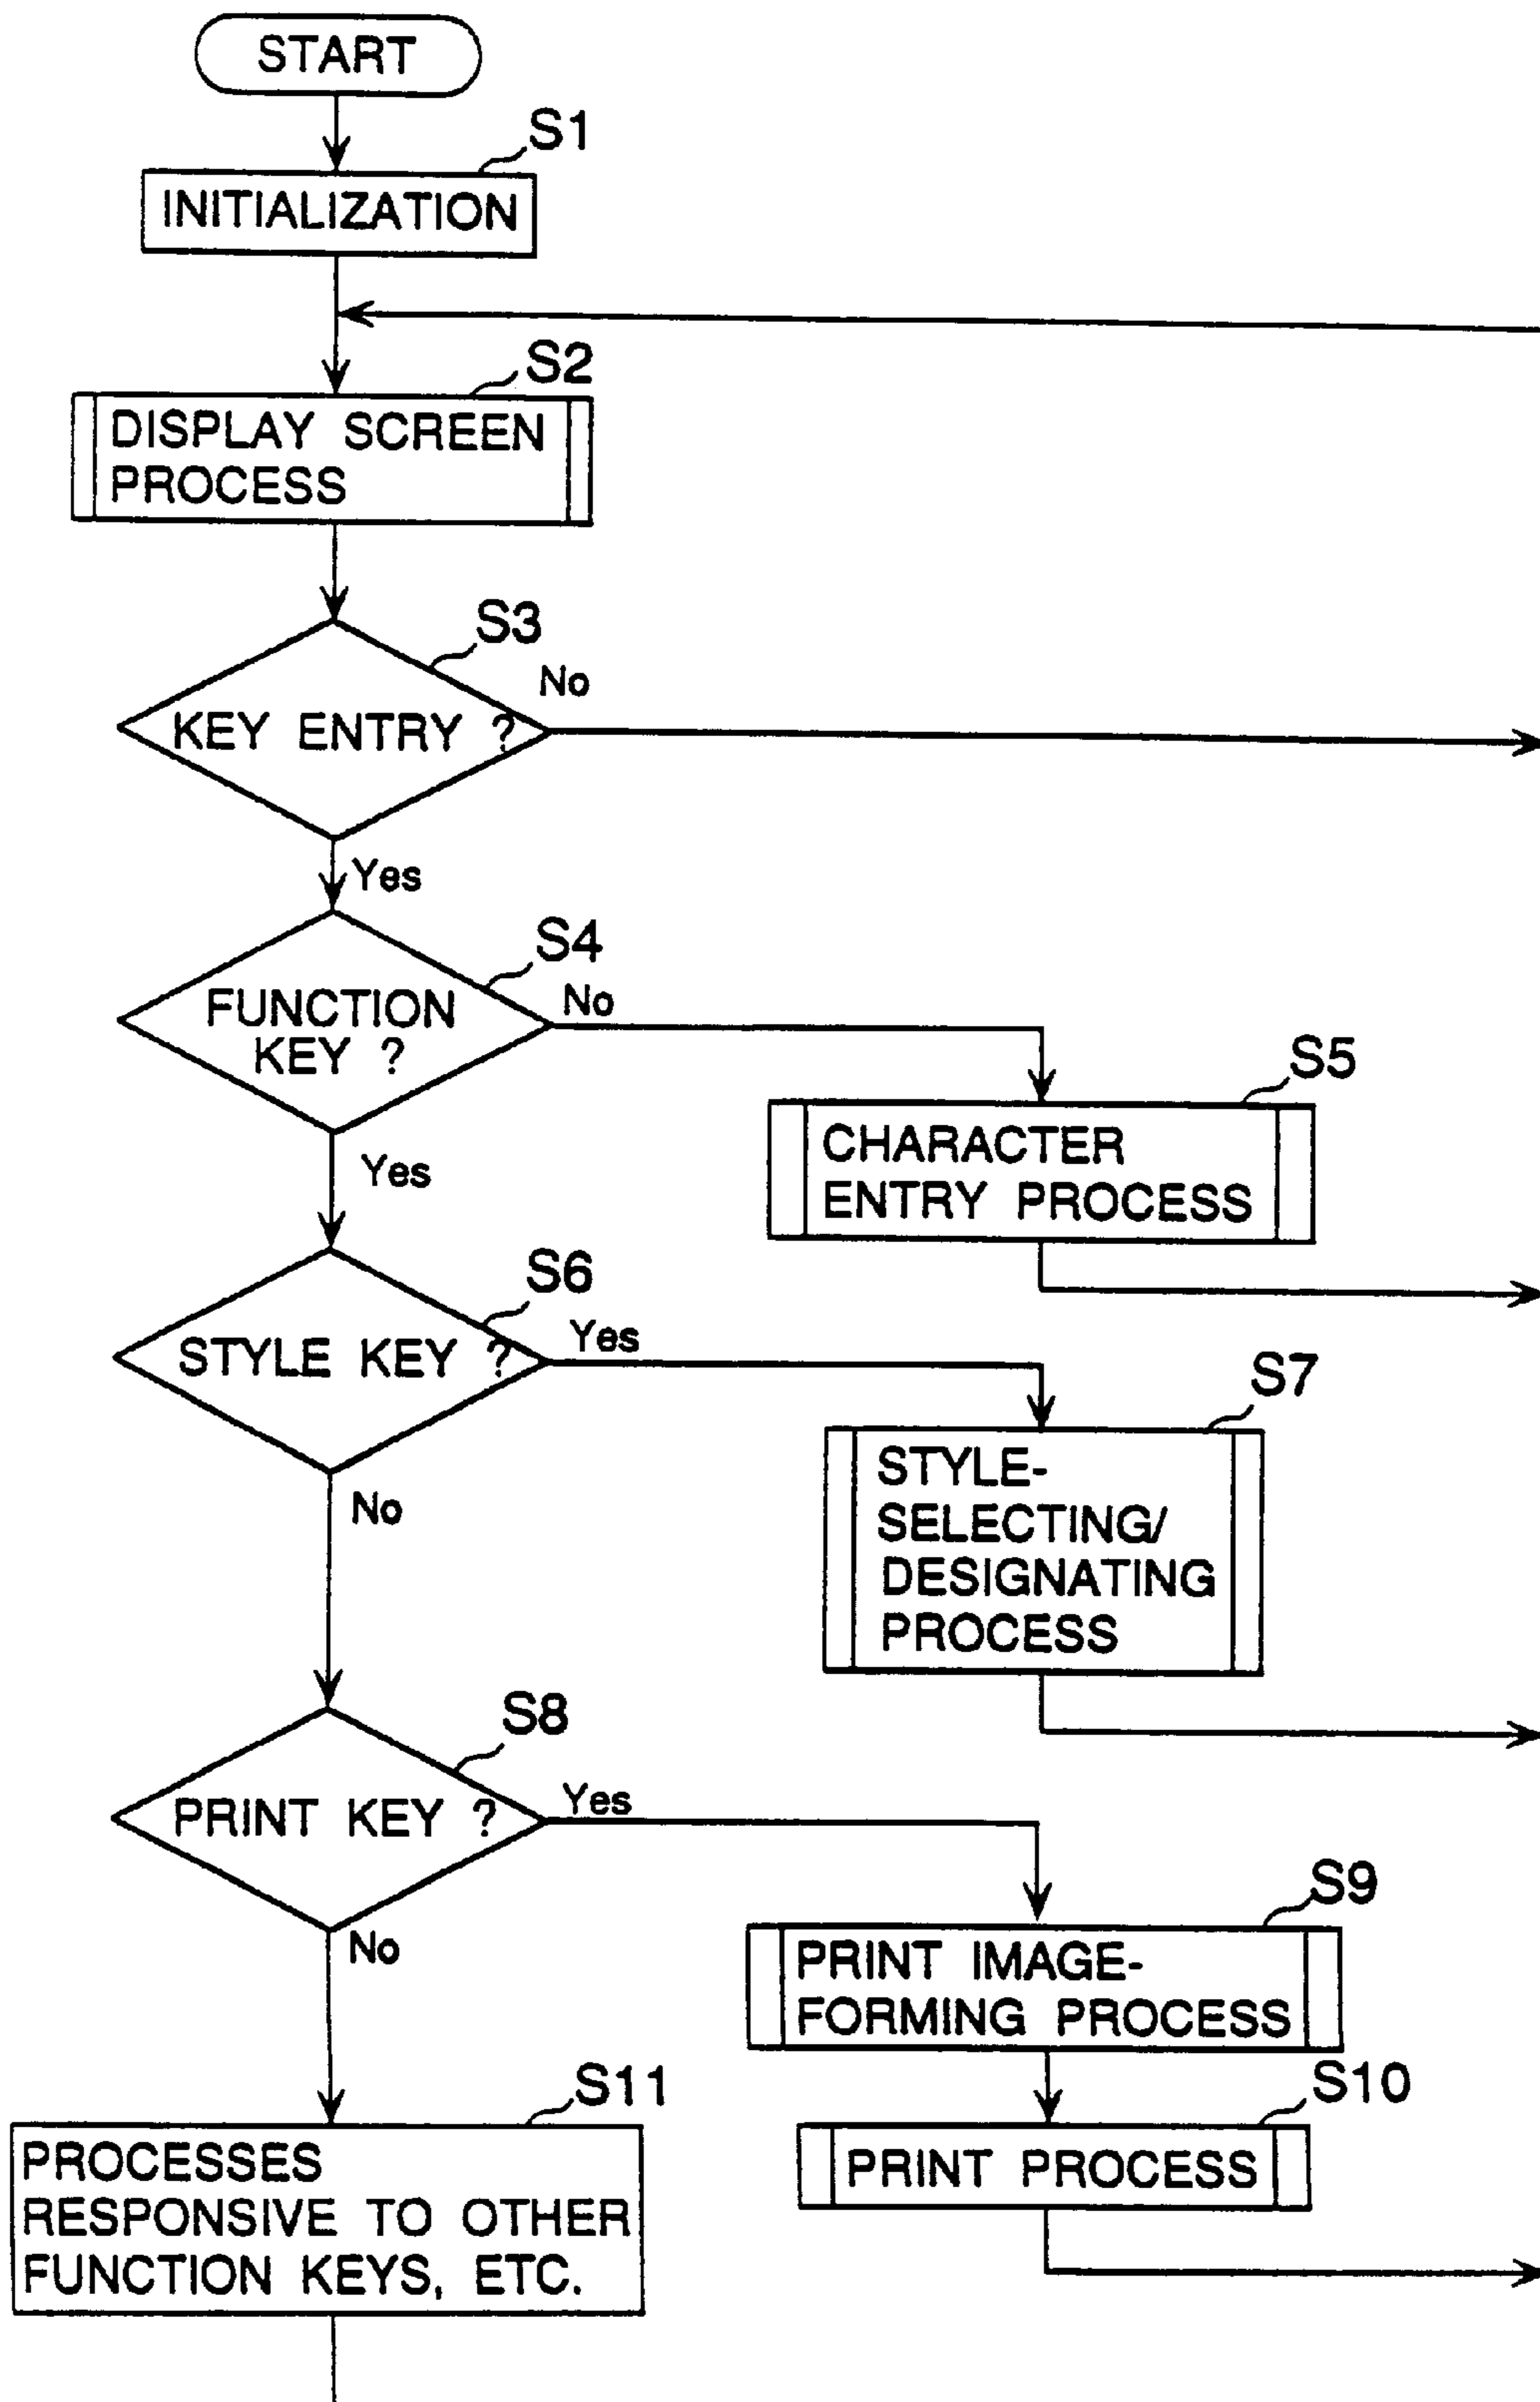 START
S1
INITIALIZATION
S2
DISPLAY SCREEN
PROCESS
S3
No
KEY ENTRY ?
Yes
S4
No
FUNCTION
KEY ?
S5
CHARACTER
ENTRY PROCESS
Yes
S6
Yes
STYLE KEY ?
S7
STYLE-
SELECTING/
DESIGNATING
PROCESS
No
S8
Yes
PRINT KEY ?
S9
PRINT IMAGE-
FORMING PROCESS
No
S10
PRINT PROCESS
S11
PROCESSES
RESPONSIVE TO OTHER
FUNCTION KEYS, ETC.